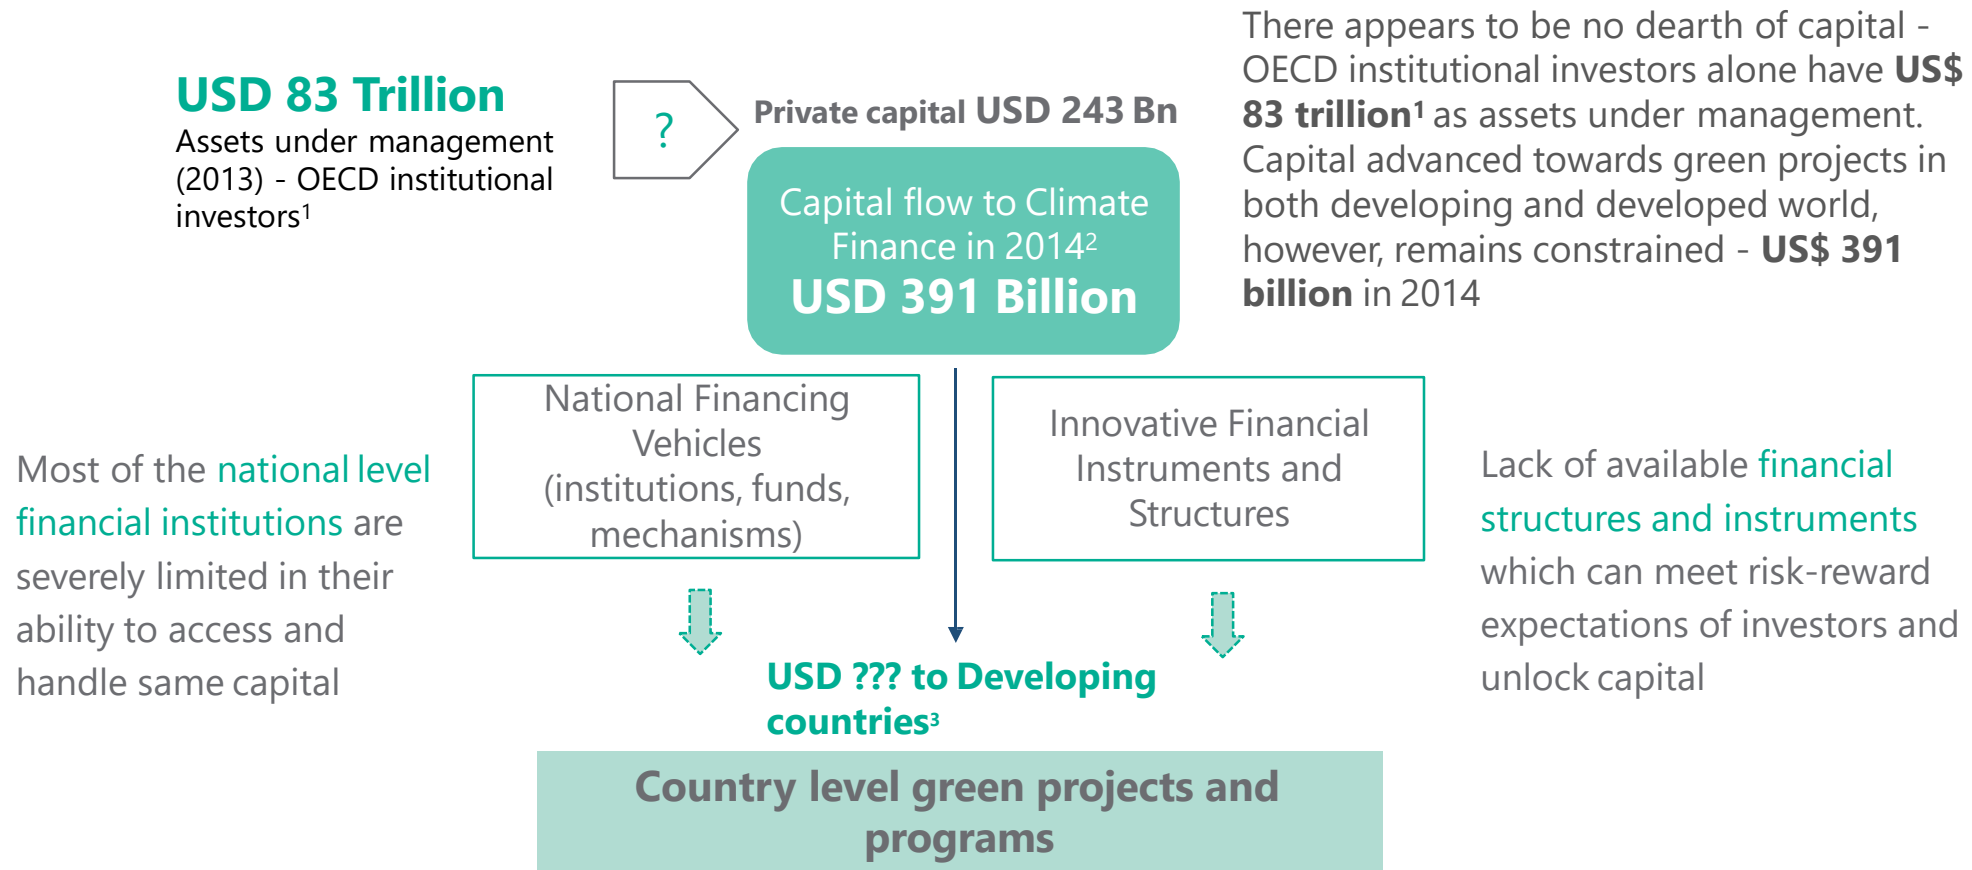 USD 83 Trillion
Assets under management
(2013) - OECD institutional
investors¹
?
Private capital USD 243 Bn
Capital flow to Climate
Finance in 2014²
USD 391 Billion
There appears to be no dearth of capital -
OECD institutional investors alone have US$
83 trillion¹ as assets under management.
Capital advanced towards green projects in
both developing and developed world,
however, remains constrained - US$ 391
billion in 2014
Most of the national level
financial institutions are
severely limited in their
ability to access and
handle same capital
National Financing
Vehicles
(institutions, funds,
mechanisms)
Innovative Financial
Instruments and
Structures
Lack of available financial
structures and instruments
which can meet risk-reward
expectations of investors and
unlock capital
USD ??? to Developing
countries³
Country level green projects and
programs